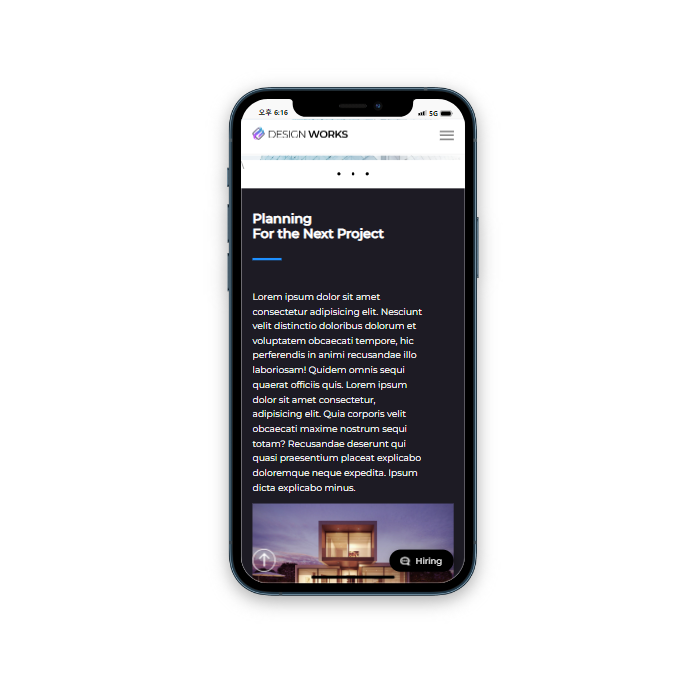 오후 6:16
5G
DESIGN WORKS
Planning
For the Next Project
Lorem ipsum dolor sit amet
consectetur adipisicing elit. Nesciunt
velit distinctio doloribus dolorum et
voluptatem obcaecati tempore, hic
perferendis in animi recusandae illo
laboriosam! Quidem omnis sequi
quaerat officiis quis. Lorem ipsum
dolor sit amet consectetur,
adipisicing elit. Quia corporis velit
obcaecati maxime nostrum sequi
totam? Recusandae deserunt qui
quasi praesentium placeat explicabo
doloremque neque expedita. Ipsum
dicta explicabo minus.
Hiring